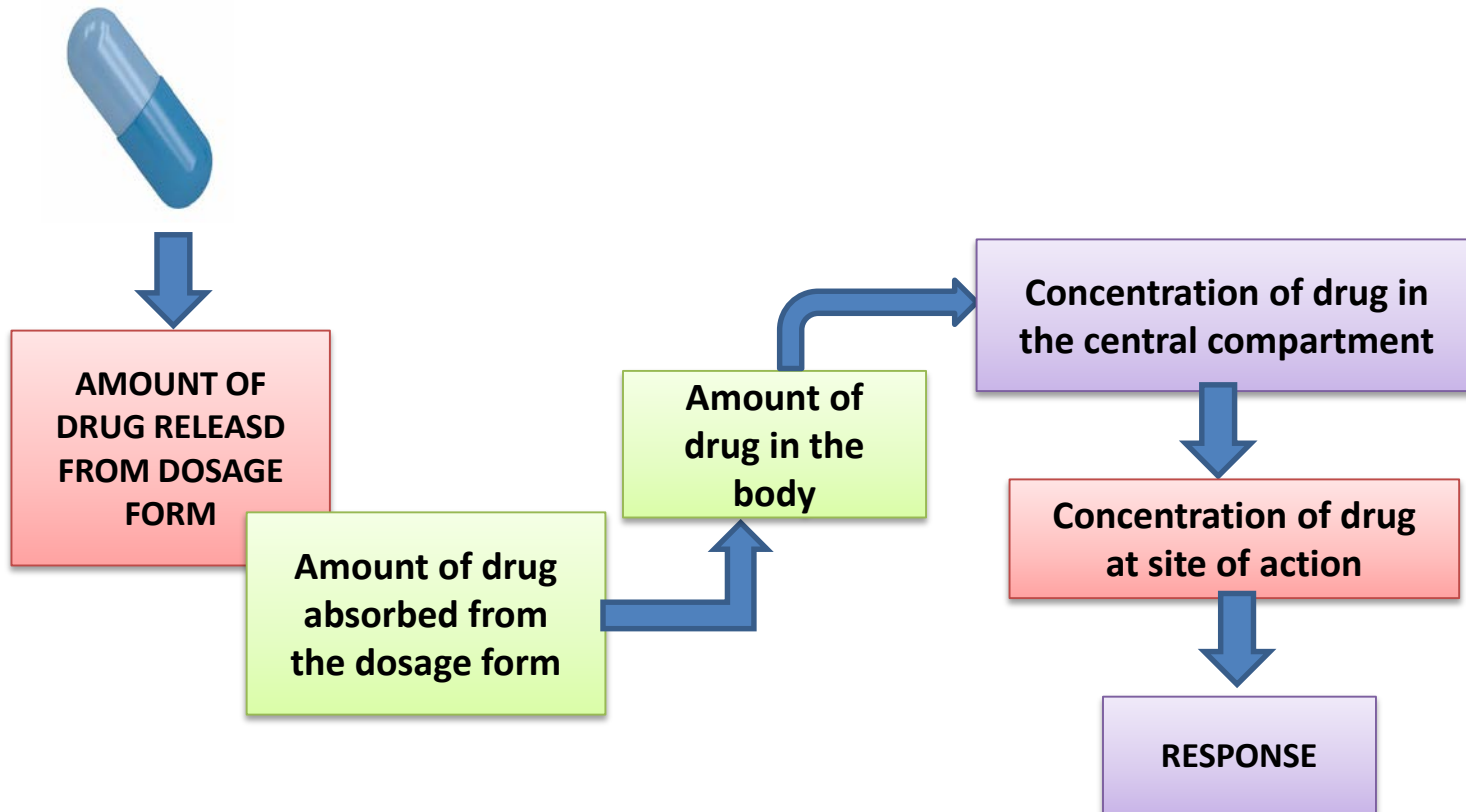 AMOUNT OF
DRUG RELEASD
FROM DOSAGE
FORM
Amount of drug
absorbed from
the dosage form
Amount of
drug in the
body
Concentration of drug in
the central compartment
Concentration of drug
at site of action
RESPONSE